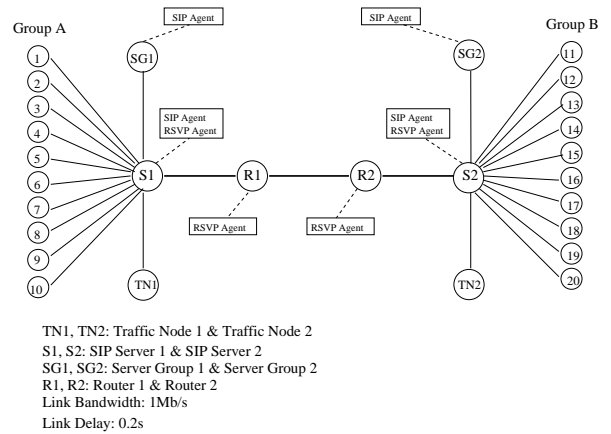 Group A
Group B
SIP Agent
SIP Agent
1
2
3
4
5
6
7
8
9
10
SG1
SG2
11
12
13
14
15
16
17
18
19
20
SIP Agent
RSVP Agent
SIP Agent
RSVP Agent
S1
R1
R2
S2
RSVP Agent
RSVP Agent
TN1
TN2
TN1, TN2: Traffic Node 1 & Traffic Node 2
S1, S2: SIP Server 1 & SIP Server 2
SG1, SG2: Server Group 1 & Server Group 2
R1, R2: Router 1 & Router 2
Link Bandwidth: 1Mb/s
Link Delay: 0.2s